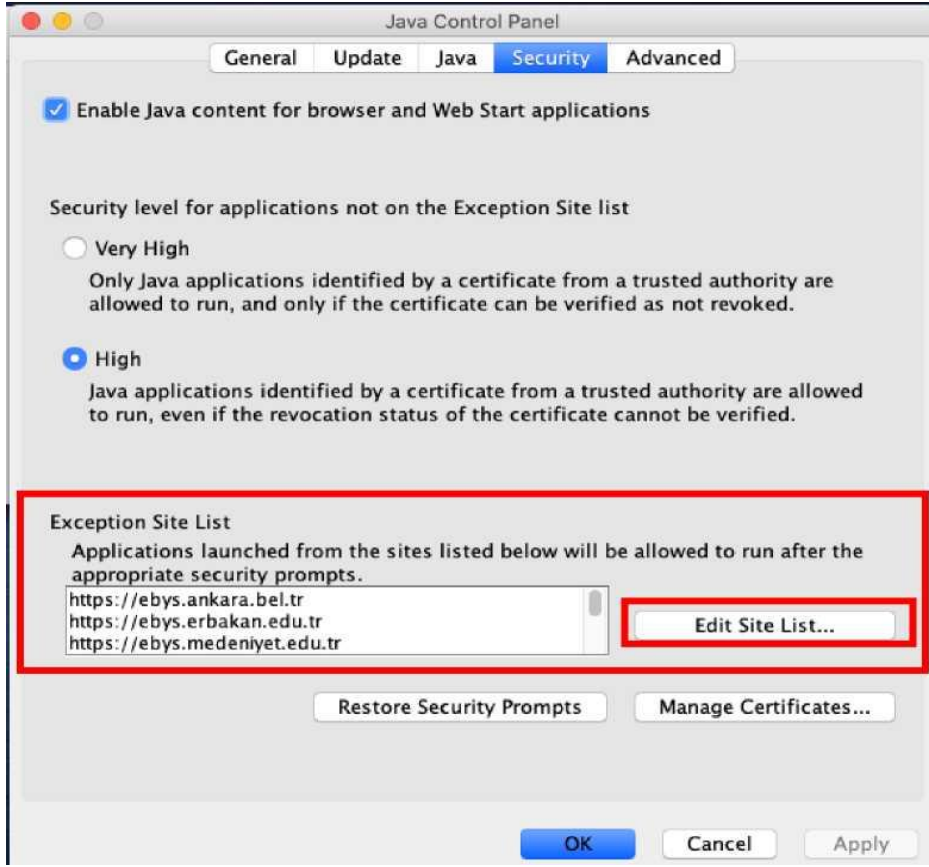 Java Control Panel
General Update Java Security Advanced
Enable Java content for browser and Web Start applications
Security level for applications not on the Exception Site list
Very High
Only Java applications identified by a certificate from a trusted authority are
allowed to run, and only if the certificate can be verified as not revoked.
High
Java applications identified by a certificate from a trusted authority are allowed
to run, even if the revocation status of the certificate cannot be verified.
Exception Site List
Applications launched from the sites listed below will be allowed to run after the
appropriate security prompts.
https://ebys.ankara.bel.tr
https://ebys.erbakan.edu.tr
https://ebys.medeniyet.edu.tr
Edit Site List...
Restore Security Prompts Manage Certificates...
OK Cancel Apply